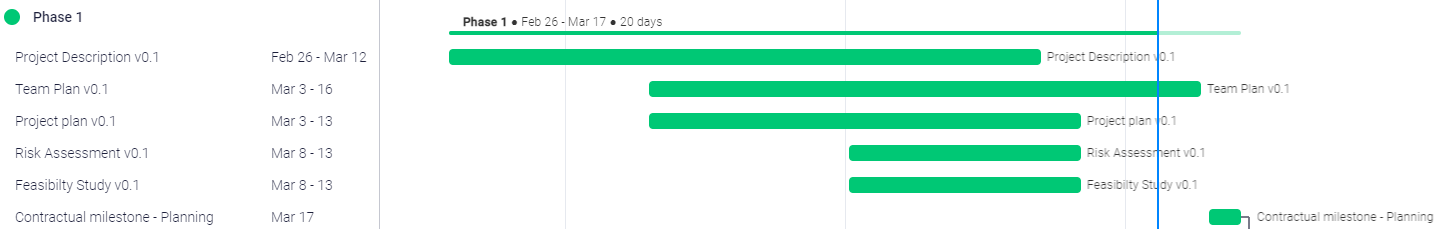 Phase 1
Phase 1 ● Feb 26 - Mar 17 ● 20 days
Project Description v0.1 Feb 26 - Mar 12 Project Description v0.1
Team Plan v0.1 Mar 3 - 16 Team Plan v0.1
Project plan v0.1 Mar 3 - 13 Project plan v0.1
Risk Assessment v0.1 Mar 8 - 13 Risk Assessment v0.1
Feasibilty Study v0.1 Mar 8 - 13 Feasibilty Study v0.1
Contractual milestone - Planning Mar 17 Contractual milestone - Planning